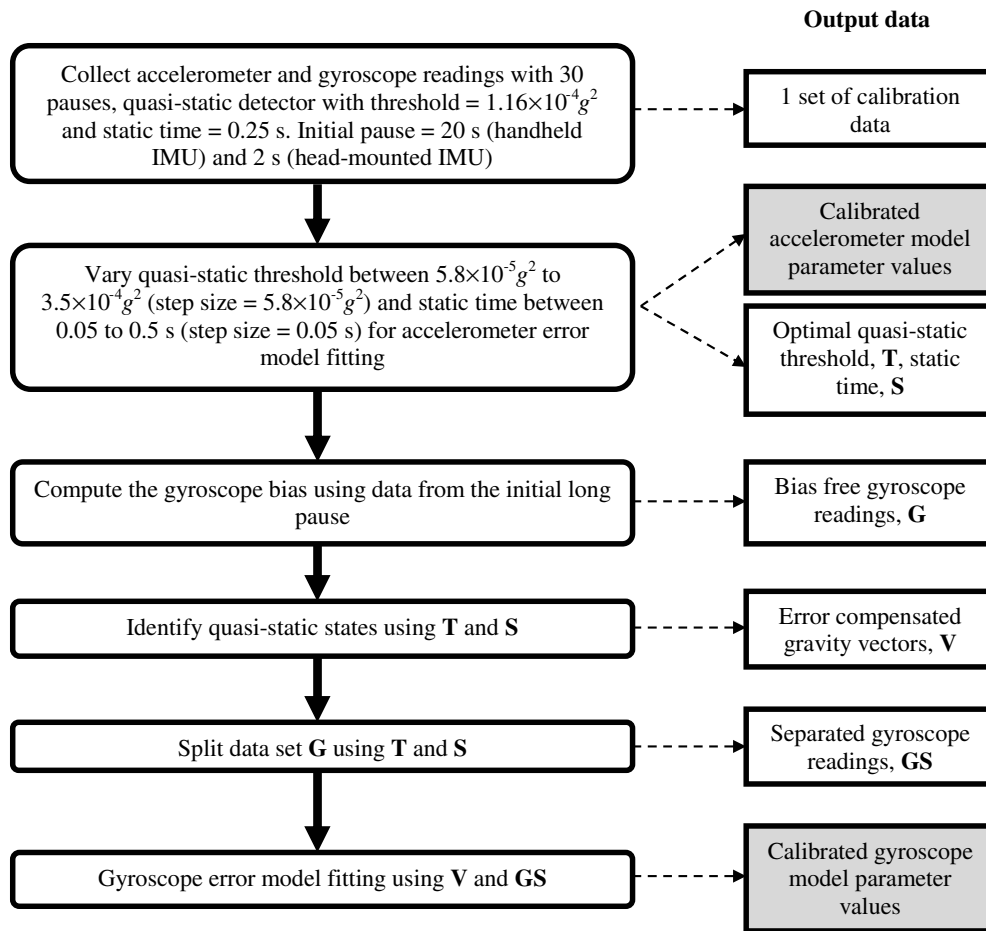 Output data
Collect accelerometer and gyroscope readings with 30
pauses, quasi-static detector with threshold = 1.16×10⁻⁴g²
and static time = 0.25 s. Initial pause = 20 s (handheld
IMU) and 2 s (head-mounted IMU)
1 set of calibration
data
Vary quasi-static threshold between 5.8×10⁻⁵g² to
3.5×10⁻⁴g² (step size = 5.8×10⁻⁵g²) and static time between
0.05 to 0.5 s (step size = 0.05 s) for accelerometer error
model fitting
Calibrated
accelerometer model
parameter values
Optimal quasi-static
threshold, T, static
time, S
Compute the gyroscope bias using data from the initial long
pause
Bias free gyroscope
readings, G
Identify quasi-static states using T and S
Error compensated
gravity vectors, V
Split data set G using T and S
Separated gyroscope
readings, GS
Gyroscope error model fitting using V and GS
Calibrated gyroscope
model parameter
values